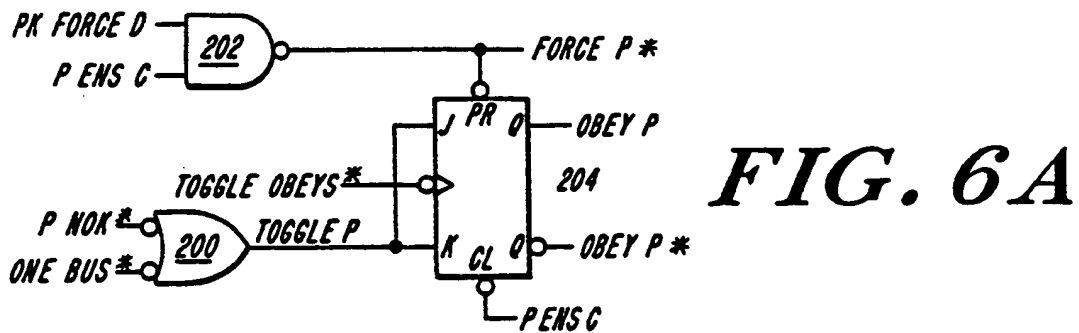 PK FORCE D
202
FORCE P*
P ENS C
PR
J
Q
OBEY P
TOGGLE OBEYS*
204
FIG. 6A
P NOK*
200
TOGGLE P
K
Q
OBEY P*
ONE BUS*
CL
P ENS C